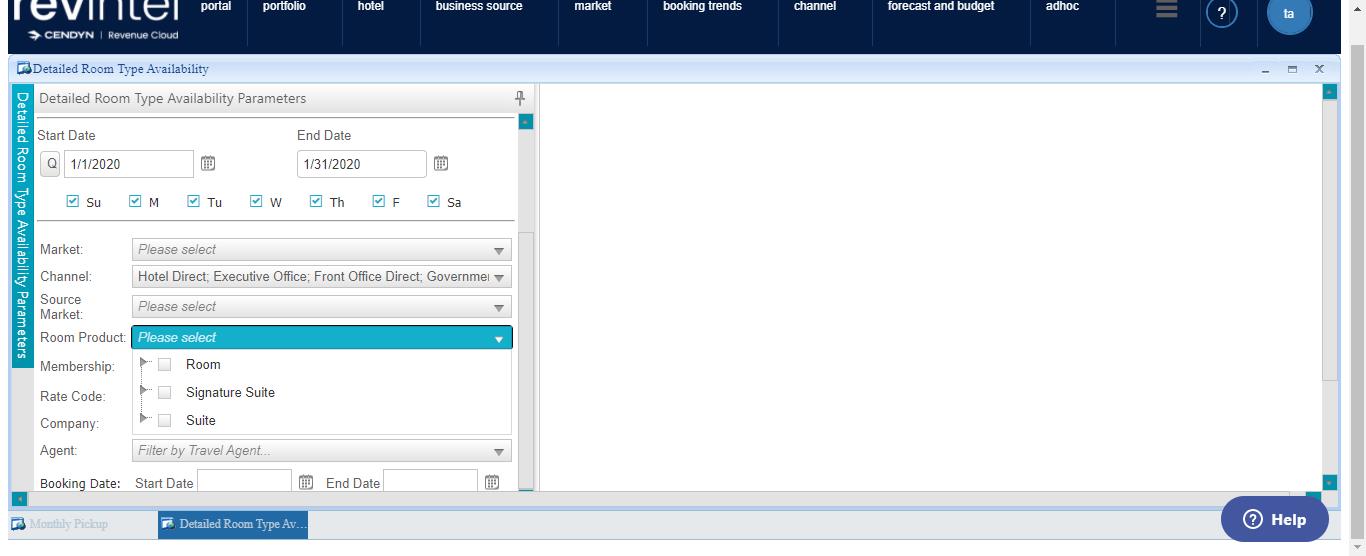 revintel
CENDYN | Revenue Cloud
portal portfolio hotel business source market booking trends channel forecast and budget adhoc
? ta
Detailed Room Type Availability
Detailed Room Type Availability Parameters
Detailed Room Type Availability Parameters
Start Date End Date
Q 1/1/2020 1/31/2020
Su M Tu W Th F Sa
Market: Please select
Channel: Hotel Direct; Executive Office; Front Office Direct; Governme
Source
Market: Please select
Room Product: Please select
Room
Membership:
Signature Suite
Rate Code:
Suite
Company:
Agent: Filter by Travel Agent...
Booking Date: Start Date End Date
Monthly Pickup Detailed Room Type Av...
? Help